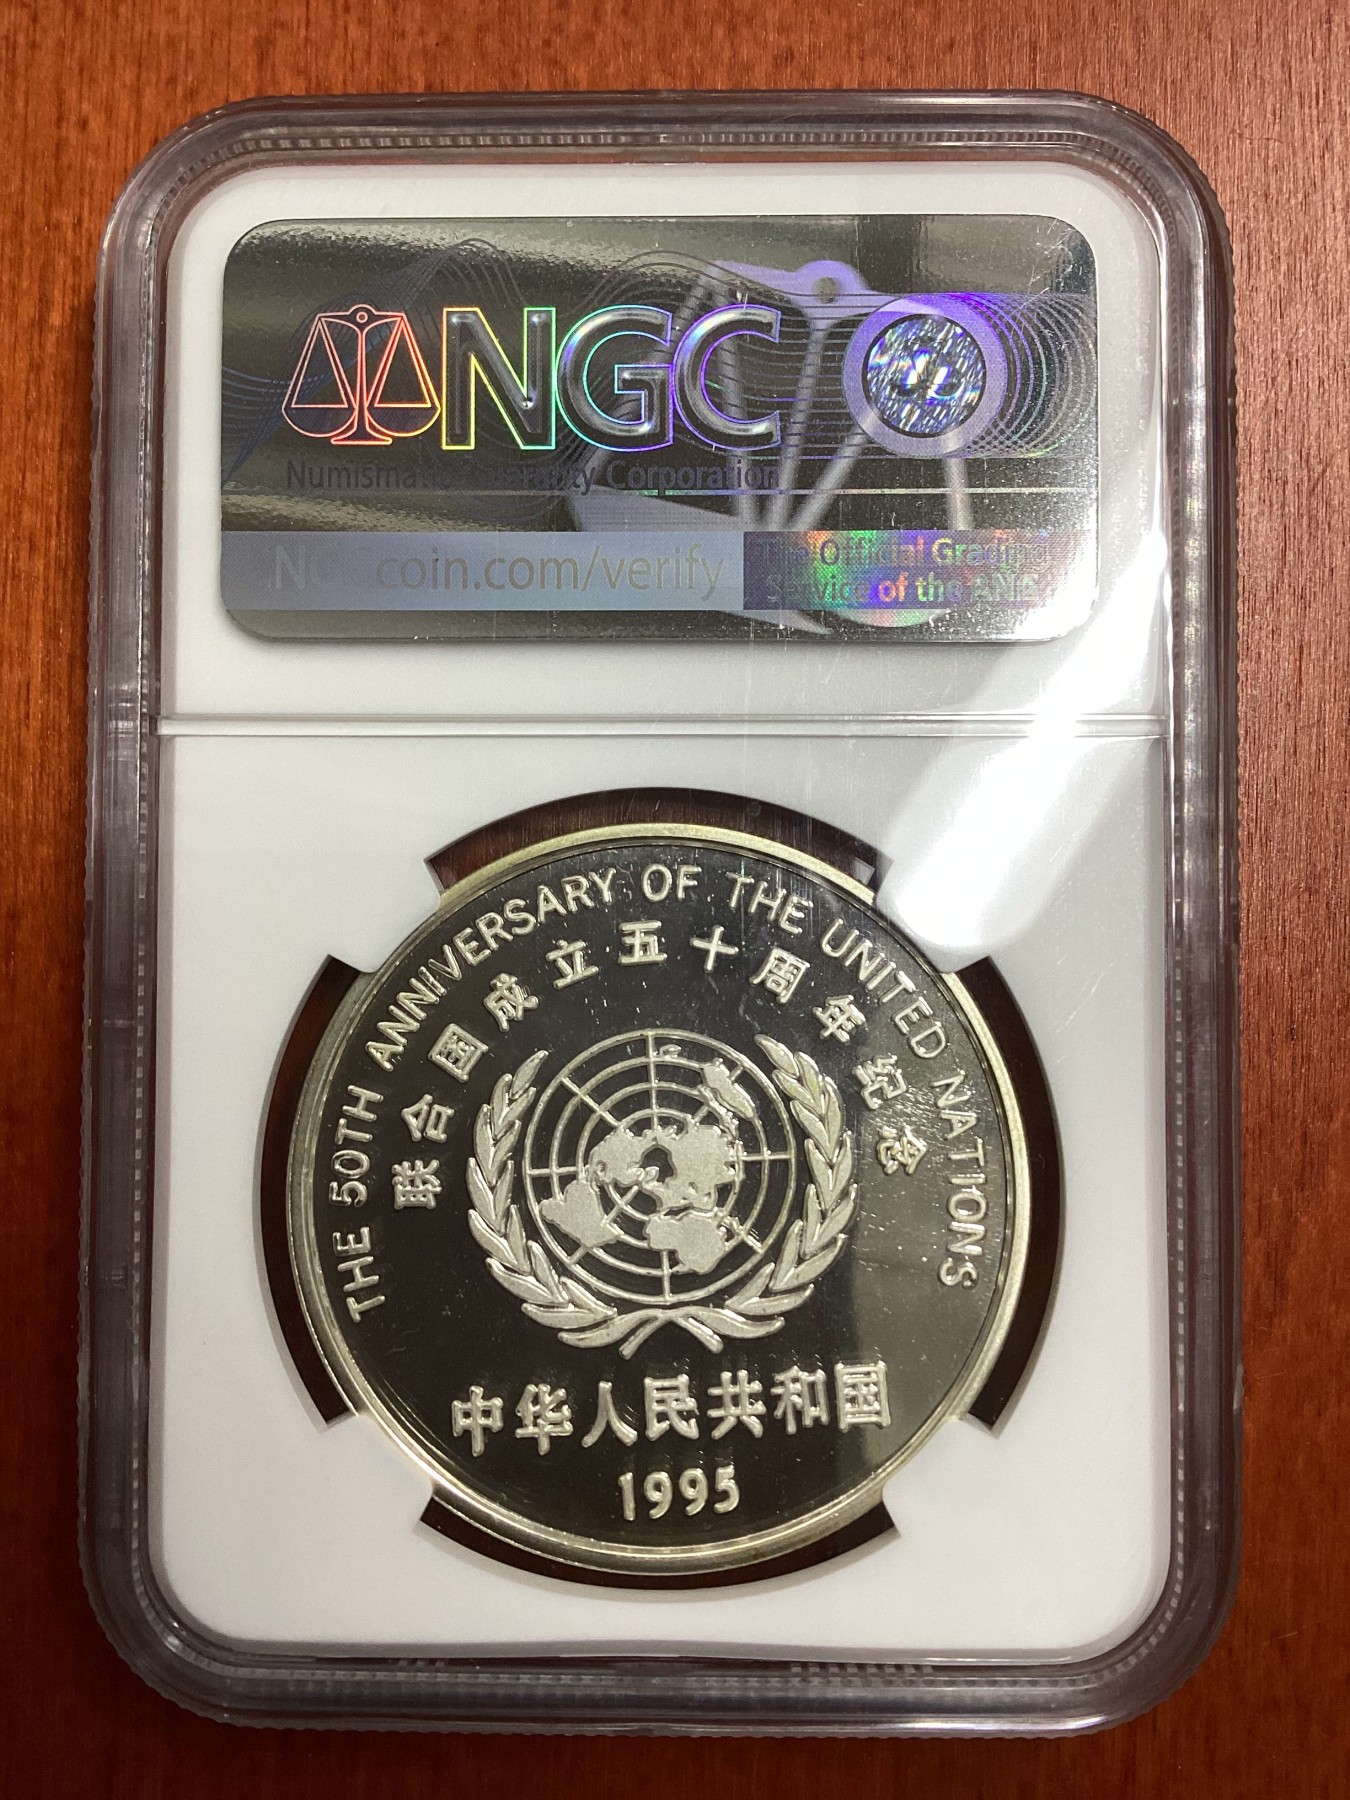 NGC
Numismatic Guaranty Corporation
NGCcoin.com/verify
The Official Grading
Service of the ANA
THE 50TH ANNIVERSARY OF THE UNITED NATIONS
联合国成立五十周年纪念
中华人民共和国
1995